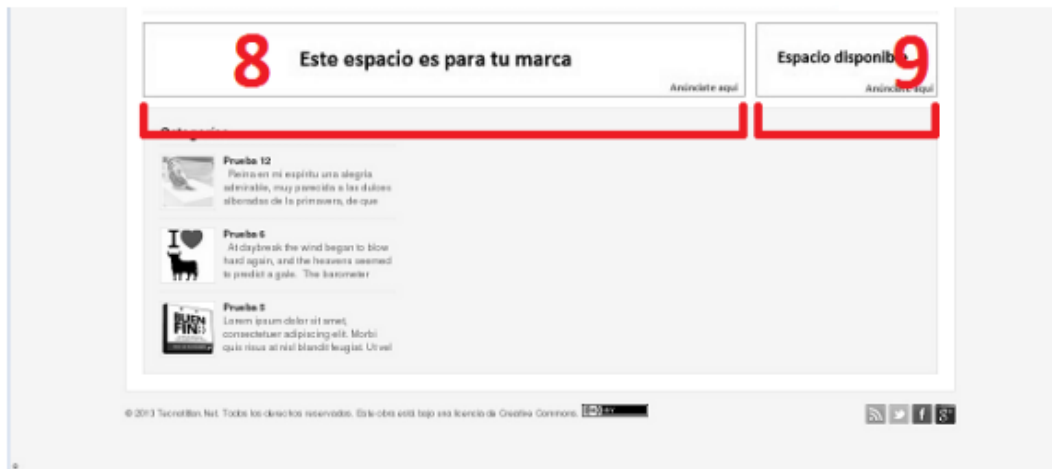 8
Este espacio es para tu marca
Anúnciate aquí
Espacio disponible
9
Anúnciate aquí
Categorías
Prueba 12
Reina en mi espíritu una alegría
admirable, muy parecida a las dulces
alboradas de la primavera, de que
Prueba 6
At daybreak the wind began to blow
hard again, and the heavens seemed
to predict a gale. The barometer
Prueba 5
Lorem ipsum dolor sit amet,
consectetuer adipiscing elit. Morbi
quis risus at nisl blandit feugiat. Ut vel
I
BUEN
FIN
© 2013 Tecnotitlan.Net. Todos los derechos reservados. Esta obra está bajo una licencia de Creative Commons.